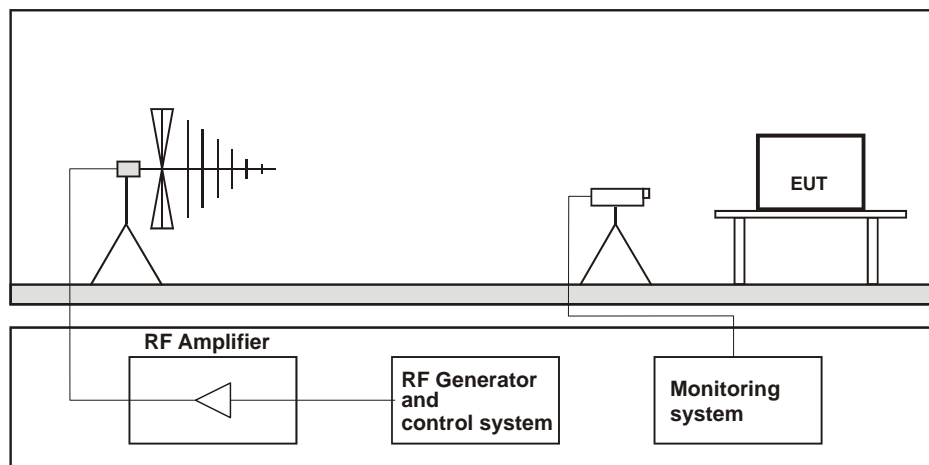 EUT
RF Amplifier
RF Generator
and
control system
Monitoring
system